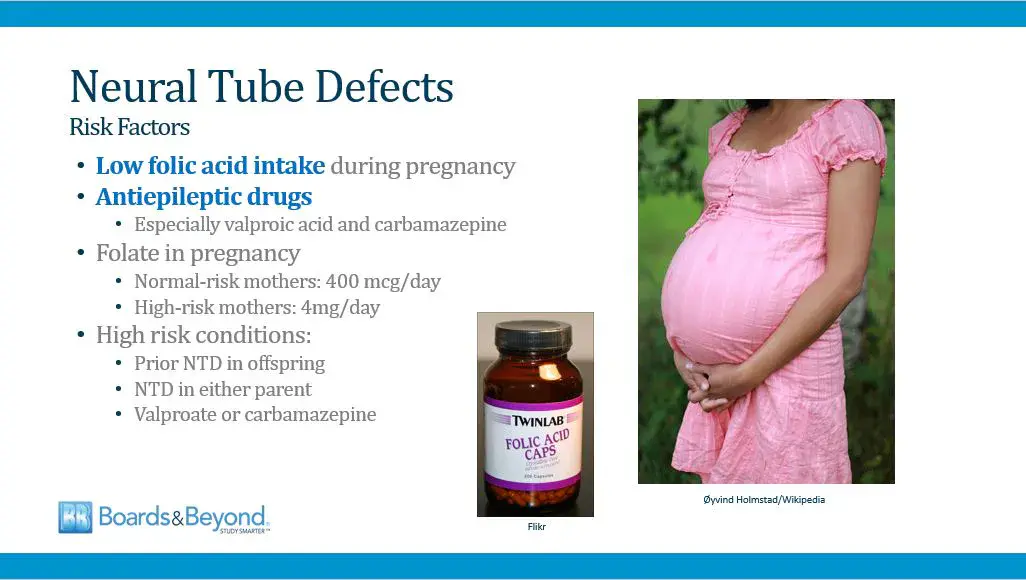 Neural Tube Defects
Risk Factors
• Low folic acid intake during pregnancy
• Antiepileptic drugs
• Especially valproic acid and carbamazepine
• Folate in pregnancy
• Normal-risk mothers: 400 mcg/day
• High-risk mothers: 4mg/day
• High risk conditions:
• Prior NTD in offspring
• NTD in either parent
• Valproate or carbamazepine
TWINLAB
FOLIC ACID
CAPS
Capsules
Flikr
Øyvind Holmstad/Wikipedia
BB Boards&Beyond
STUDY SMARTER™